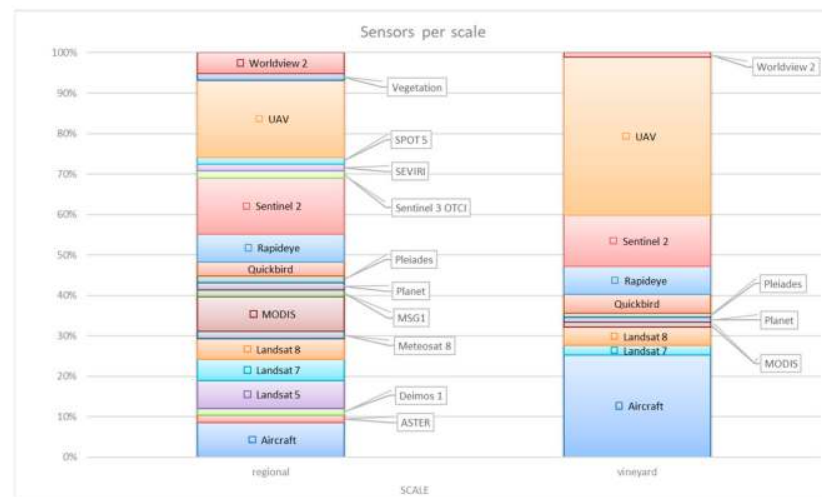 Sensors per scale
100%
90%
80%
70%
60%
50%
40%
30%
20%
10%
0%
Worldview 2
Vegetation
UAV
SPOT 5
SEVIRI
Sentinel 3 OTCI
Sentinel 2
Rapideye
Quickbird
Pleiades
Planet
MSG1
MODIS
Meteosat 8
Landsat 8
Landsat 7
Landsat 5
Deimos 1
ASTER
Aircraft
regional
Worldview 2
UAV
Sentinel 2
Rapideye
Quickbird
Pleiades
Planet
MODIS
Landsat 8
Landsat 7
Aircraft
vineyard
SCALE